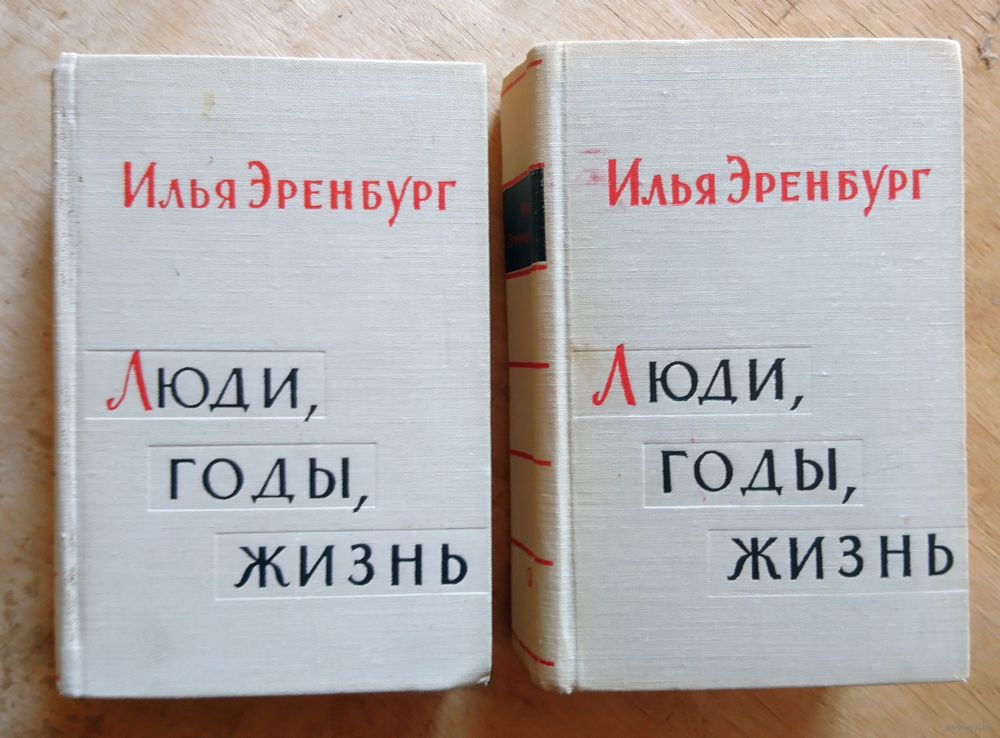 Илья Эренбург
Люди,
годы,
жизнь
Илья Эренбург
Люди,
годы,
жизнь